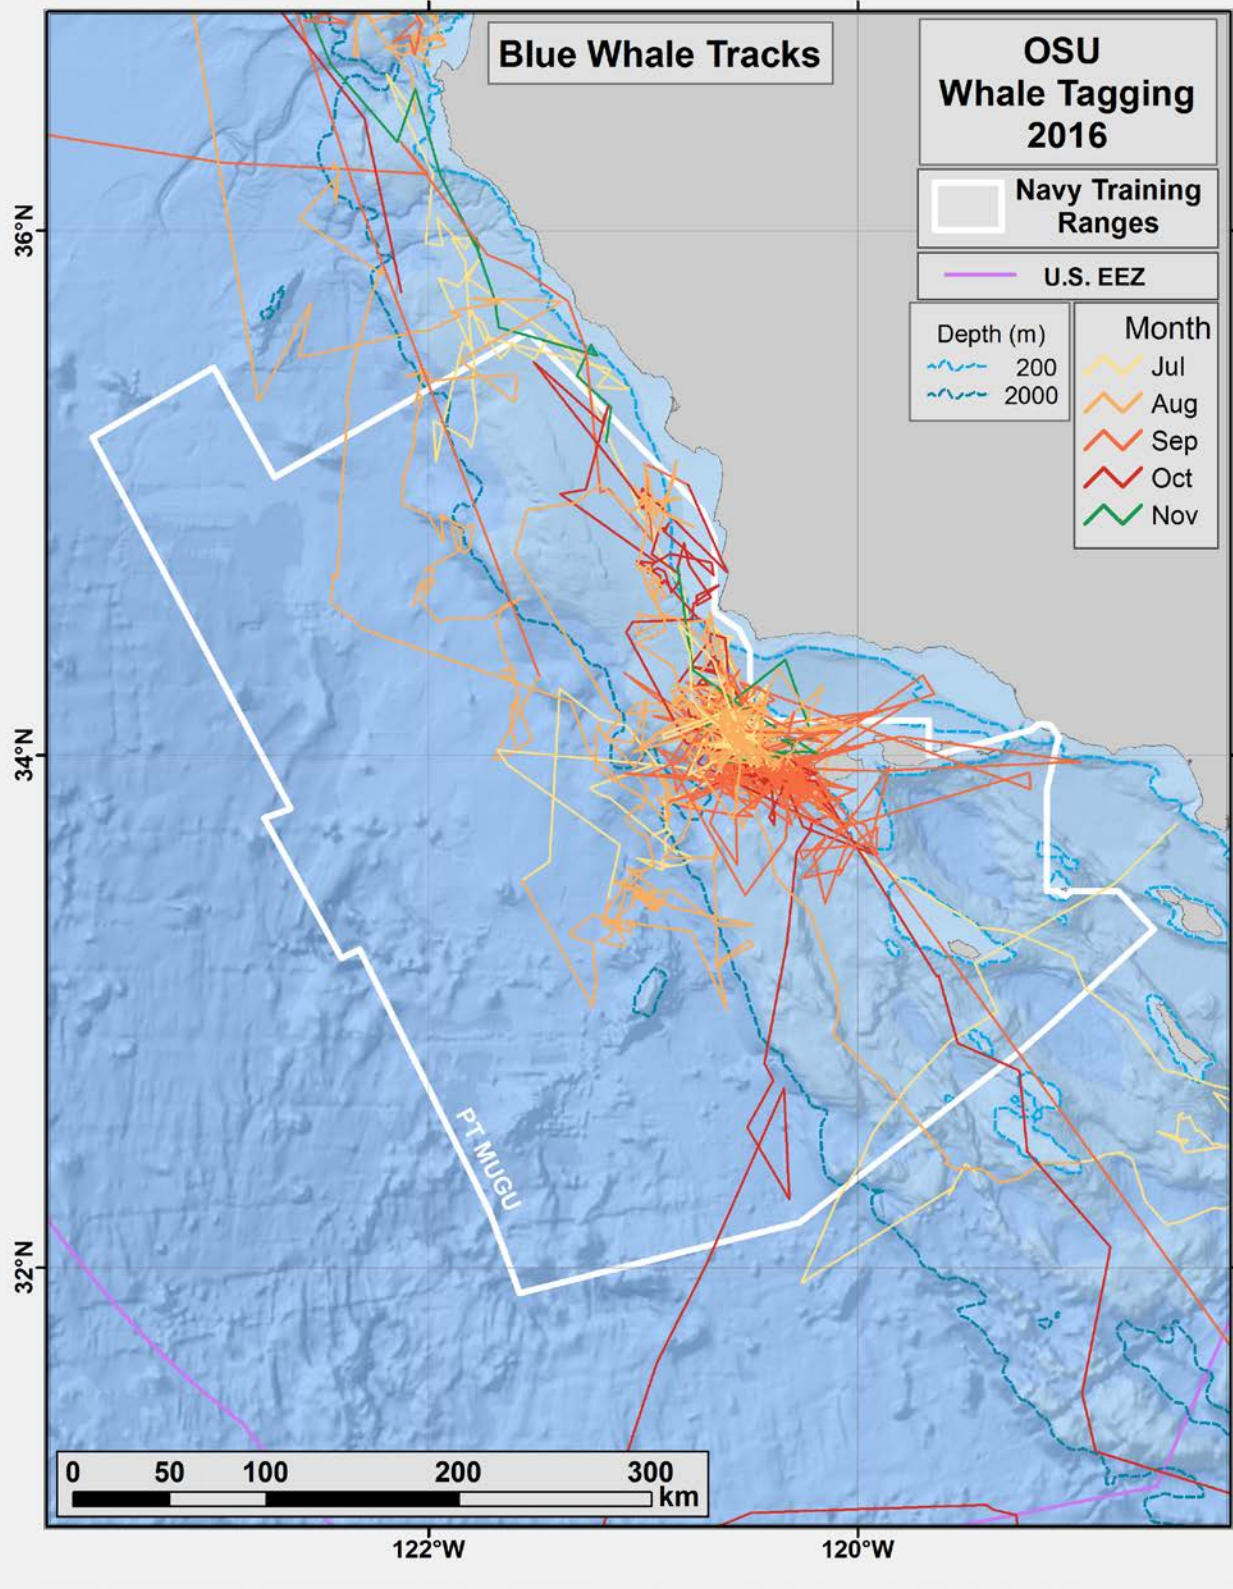 Blue Whale Tracks
OSU
Whale Tagging
2016
Navy Training
Ranges
U.S. EEZ
Depth (m)
200
2000
Month
Jul
Aug
Sep
Oct
Nov
36°N
34°N
32°N
PT MUGU
0 50 100 200 300
km
122°W 120°W